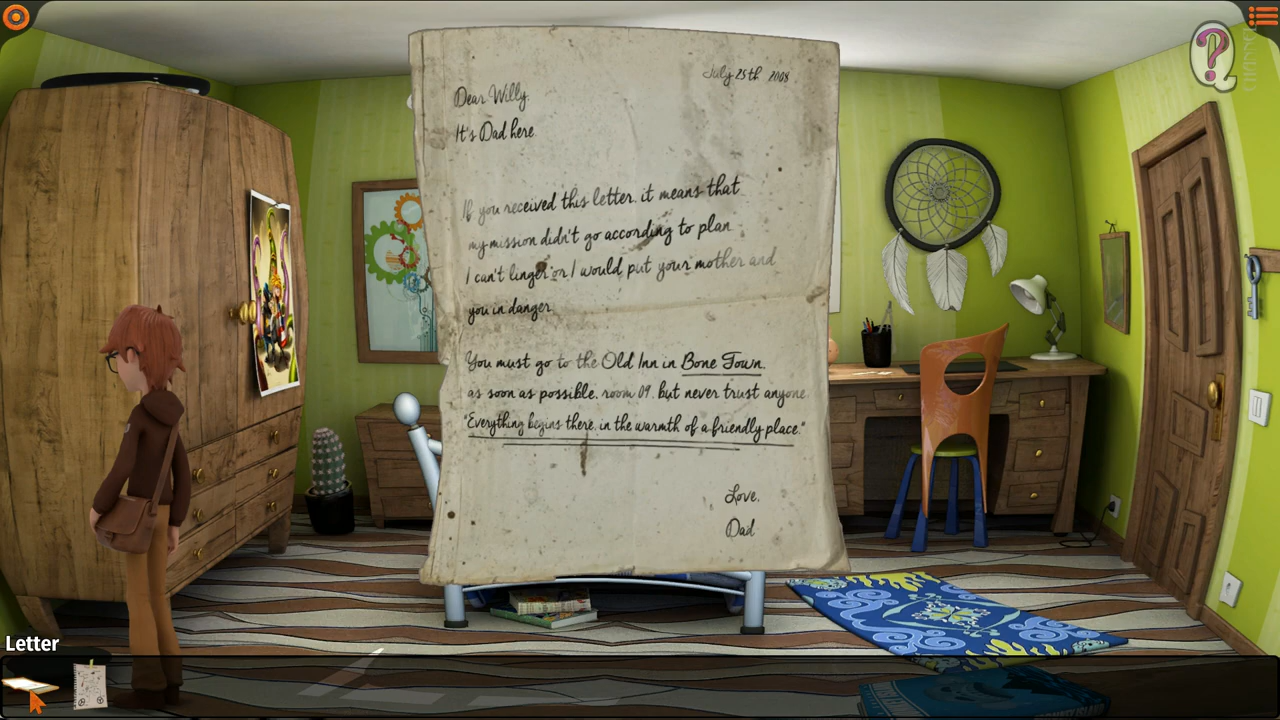 July 25th 2008
Dear Willy,
It's Dad here
If you received this letter, it means that
my mission didn't go according to plan
I can't linger or I would put your mother and
you in danger.
You must go to the Old Inn in Bone Town,
as soon as possible, room 09, but never trust anyone
"Everything begins there, in the warmth of a friendly place."
Love,
Dad
Letter